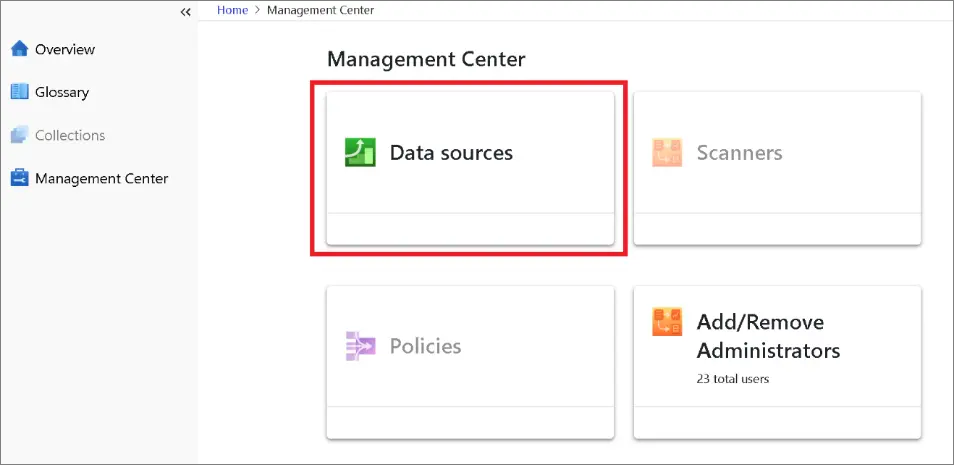 «
Home > Management Center
Overview
Glossary
Collections
Management Center
Management Center
Data sources
Scanners
Policies
Add/Remove
Administrators
23 total users